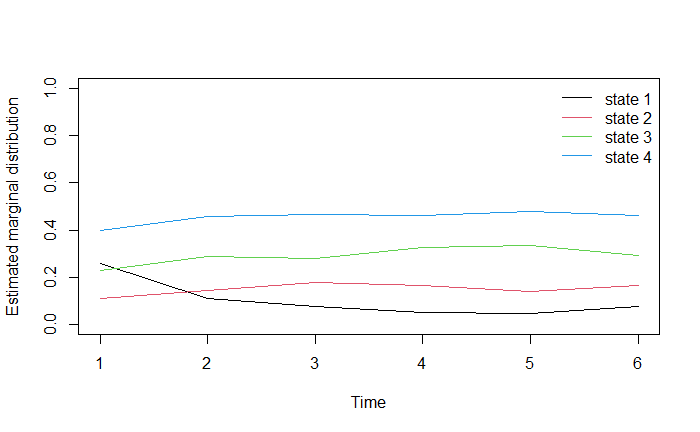 Estimated marginal distribution
1.0
0.8
0.6
0.4
0.2
0.0
state 1
state 2
state 3
state 4
1 2 3 4 5 6
Time